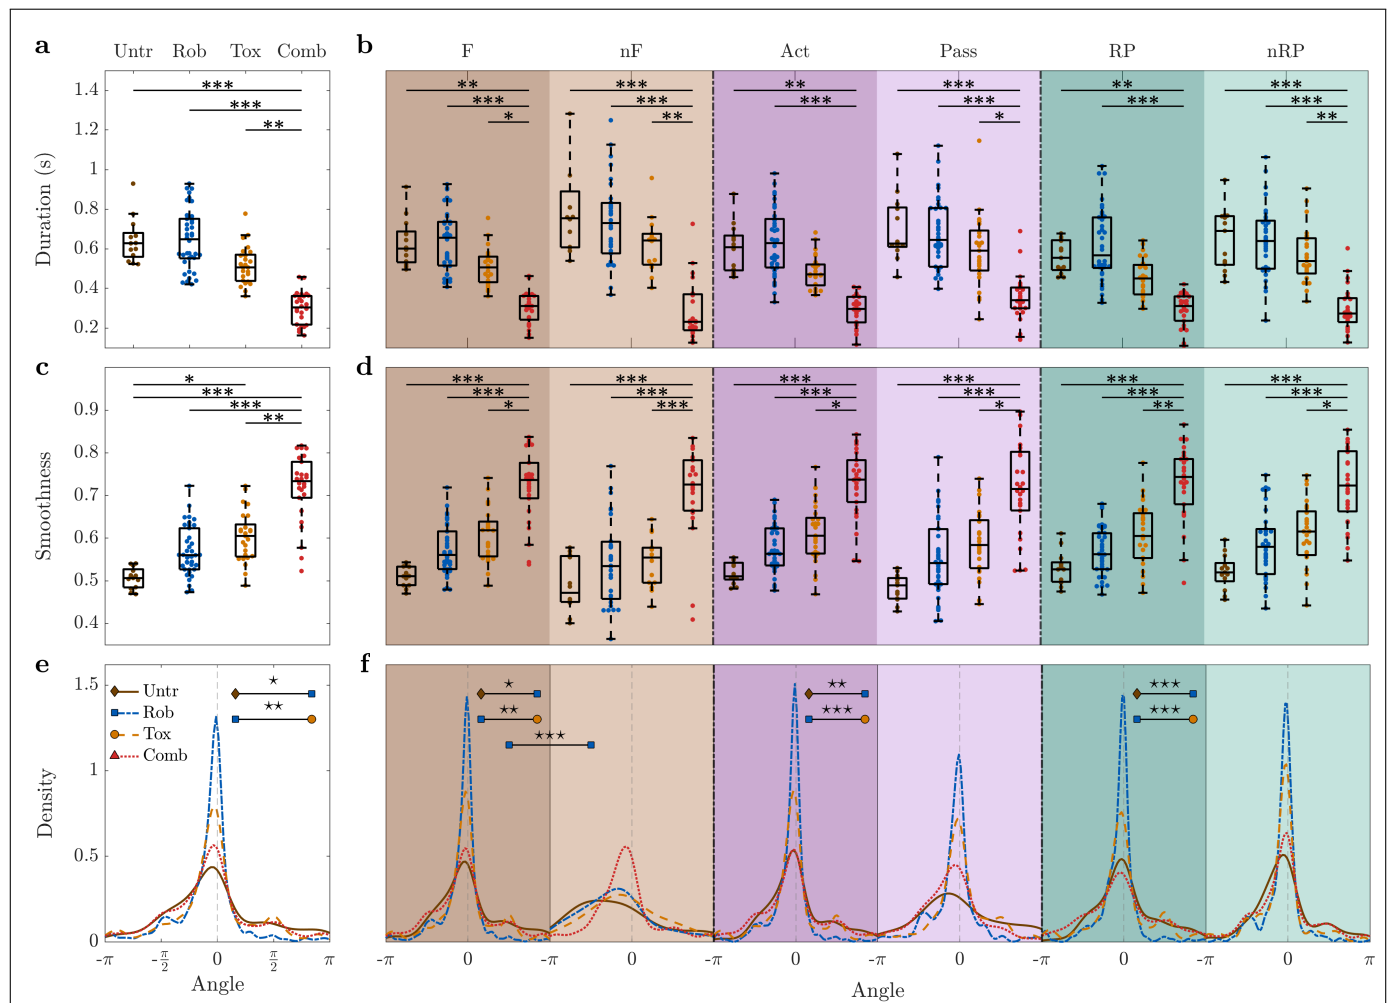 a Untr Rob Tox Comb b F nF Act Pass RP nRP
1.4 *** ** *** ** *** ** ***
*** *** *** *** *** *** ***
1.2 ** * ** * **
1
Duration (s)
0.8
0.6
0.4
0.2
c d
* *** *** *** *** *** ***
*** *** *** *** *** *** ***
0.9 *** * *** * * ** *
**
0.8
Smoothness
0.7
0.6
0.5
0.4
e f
1.5 Untr ★ ★ ★★ ★★★
Rob ★★ ★★ ★★★ ★★★
Tox ★★★
Comb
1
Density
0.5
0
-π -π/2 0 π/2 π -π 0 -π 0 -π 0 -π 0 -π 0 -π 0 π
Angle Angle